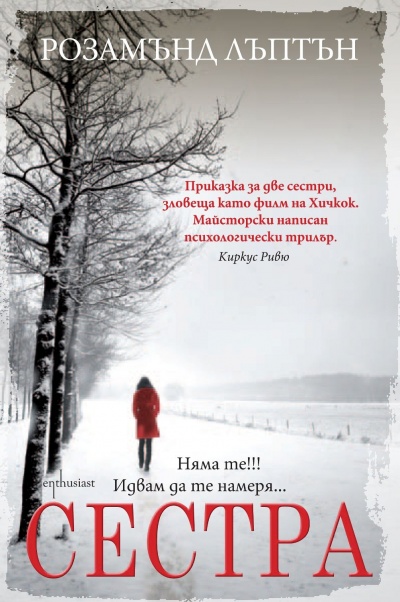 РОЗАМЪНД ЛЪПТЪН
Приказка за две сестри,
зловеща като филм на Хичкок.
Майсторски написан
психологически трилър.
Киркус Ривю
Няма те!!!
enthusiast
Идвам да те намеря...
СЕСТРА